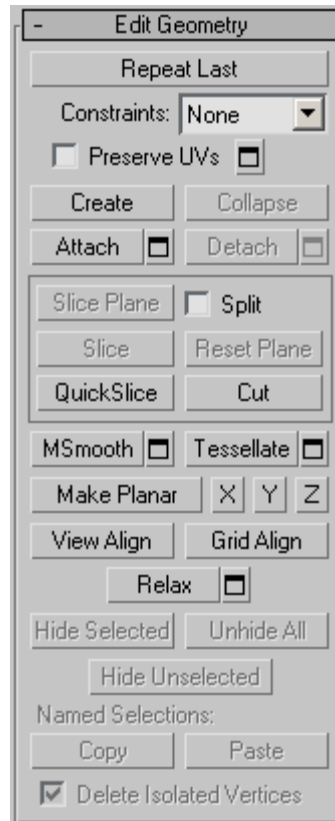 - Edit Geometry
Repeat Last
Constraints: None
Preserve UVs
Create Collapse
Attach Detach
Slice Plane Split
Slice Reset Plane
QuickSlice Cut
MSmooth Tessellate
Make Planar X Y Z
View Align Grid Align
Relax
Hide Selected Unhide All
Hide Unselected
Named Selections:
Copy Paste
Delete Isolated Vertices